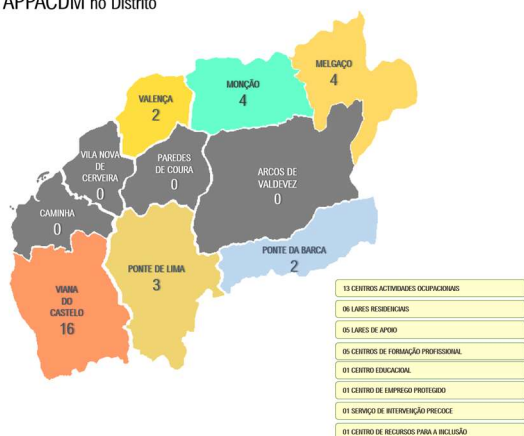 APPACDM no Distrito
MELGAÇO
4
MONÇÃO
4
VALENÇA
2
VILA NOVA
DE
CERVEIRA
0
PAREDES
DE COURA
0
ARCOS DE
VALDEVEZ
0
CAMINHA
0
PONTE DA BARCA
2
PONTE DE LIMA
3
VIANA
DO
CASTELO
16
13 CENTROS ACTIVIDADES OCUPACIONAIS
06 LARES RESIDENCIAIS
05 LARES DE APOIO
05 CENTROS DE FORMAÇÃO PROFISSIONAL
01 CENTRO EDUCACIOAL
01 CENTRO DE EMPREGO PROTEGIDO
01 SERVIÇO DE INTERVENÇÃO PRECOCE
01 CENTRO DE RECURSOS PARA A INCLUSÃO